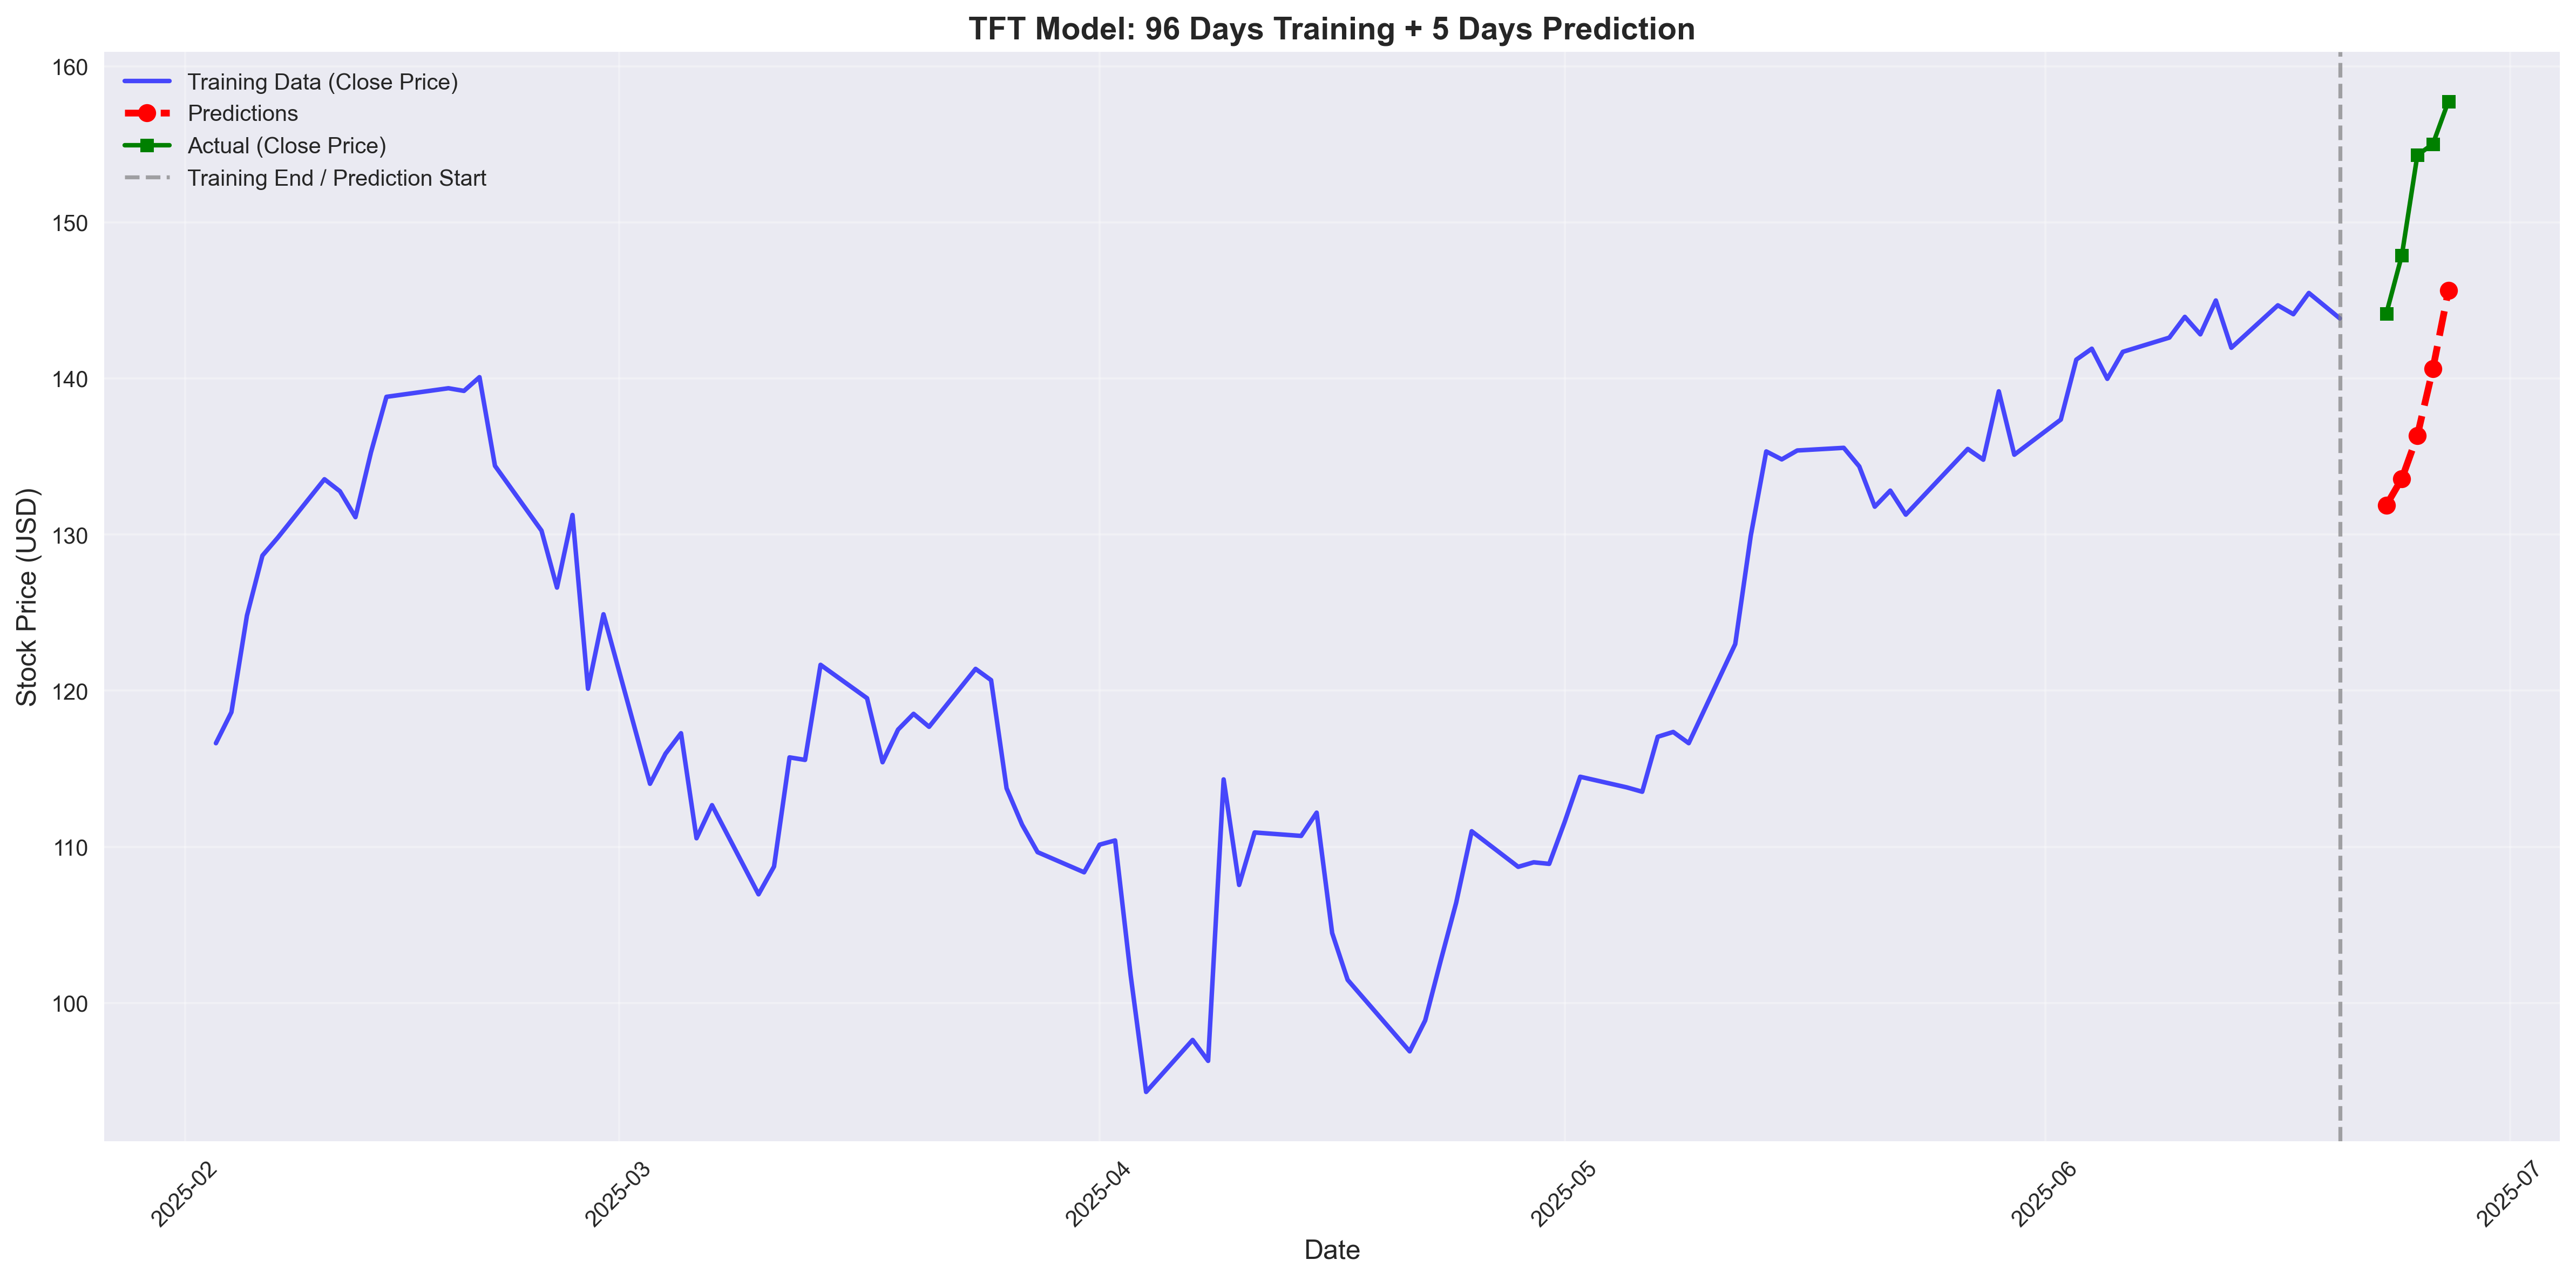 TFT Model: 96 Days Training + 5 Days Prediction
Training Data (Close Price)
Predictions
Actual (Close Price)
Training End / Prediction Start
Stock Price (USD)
160
150
140
130
120
110
100
2025-02
2025-03
2025-04
2025-05
2025-06
2025-07
Date